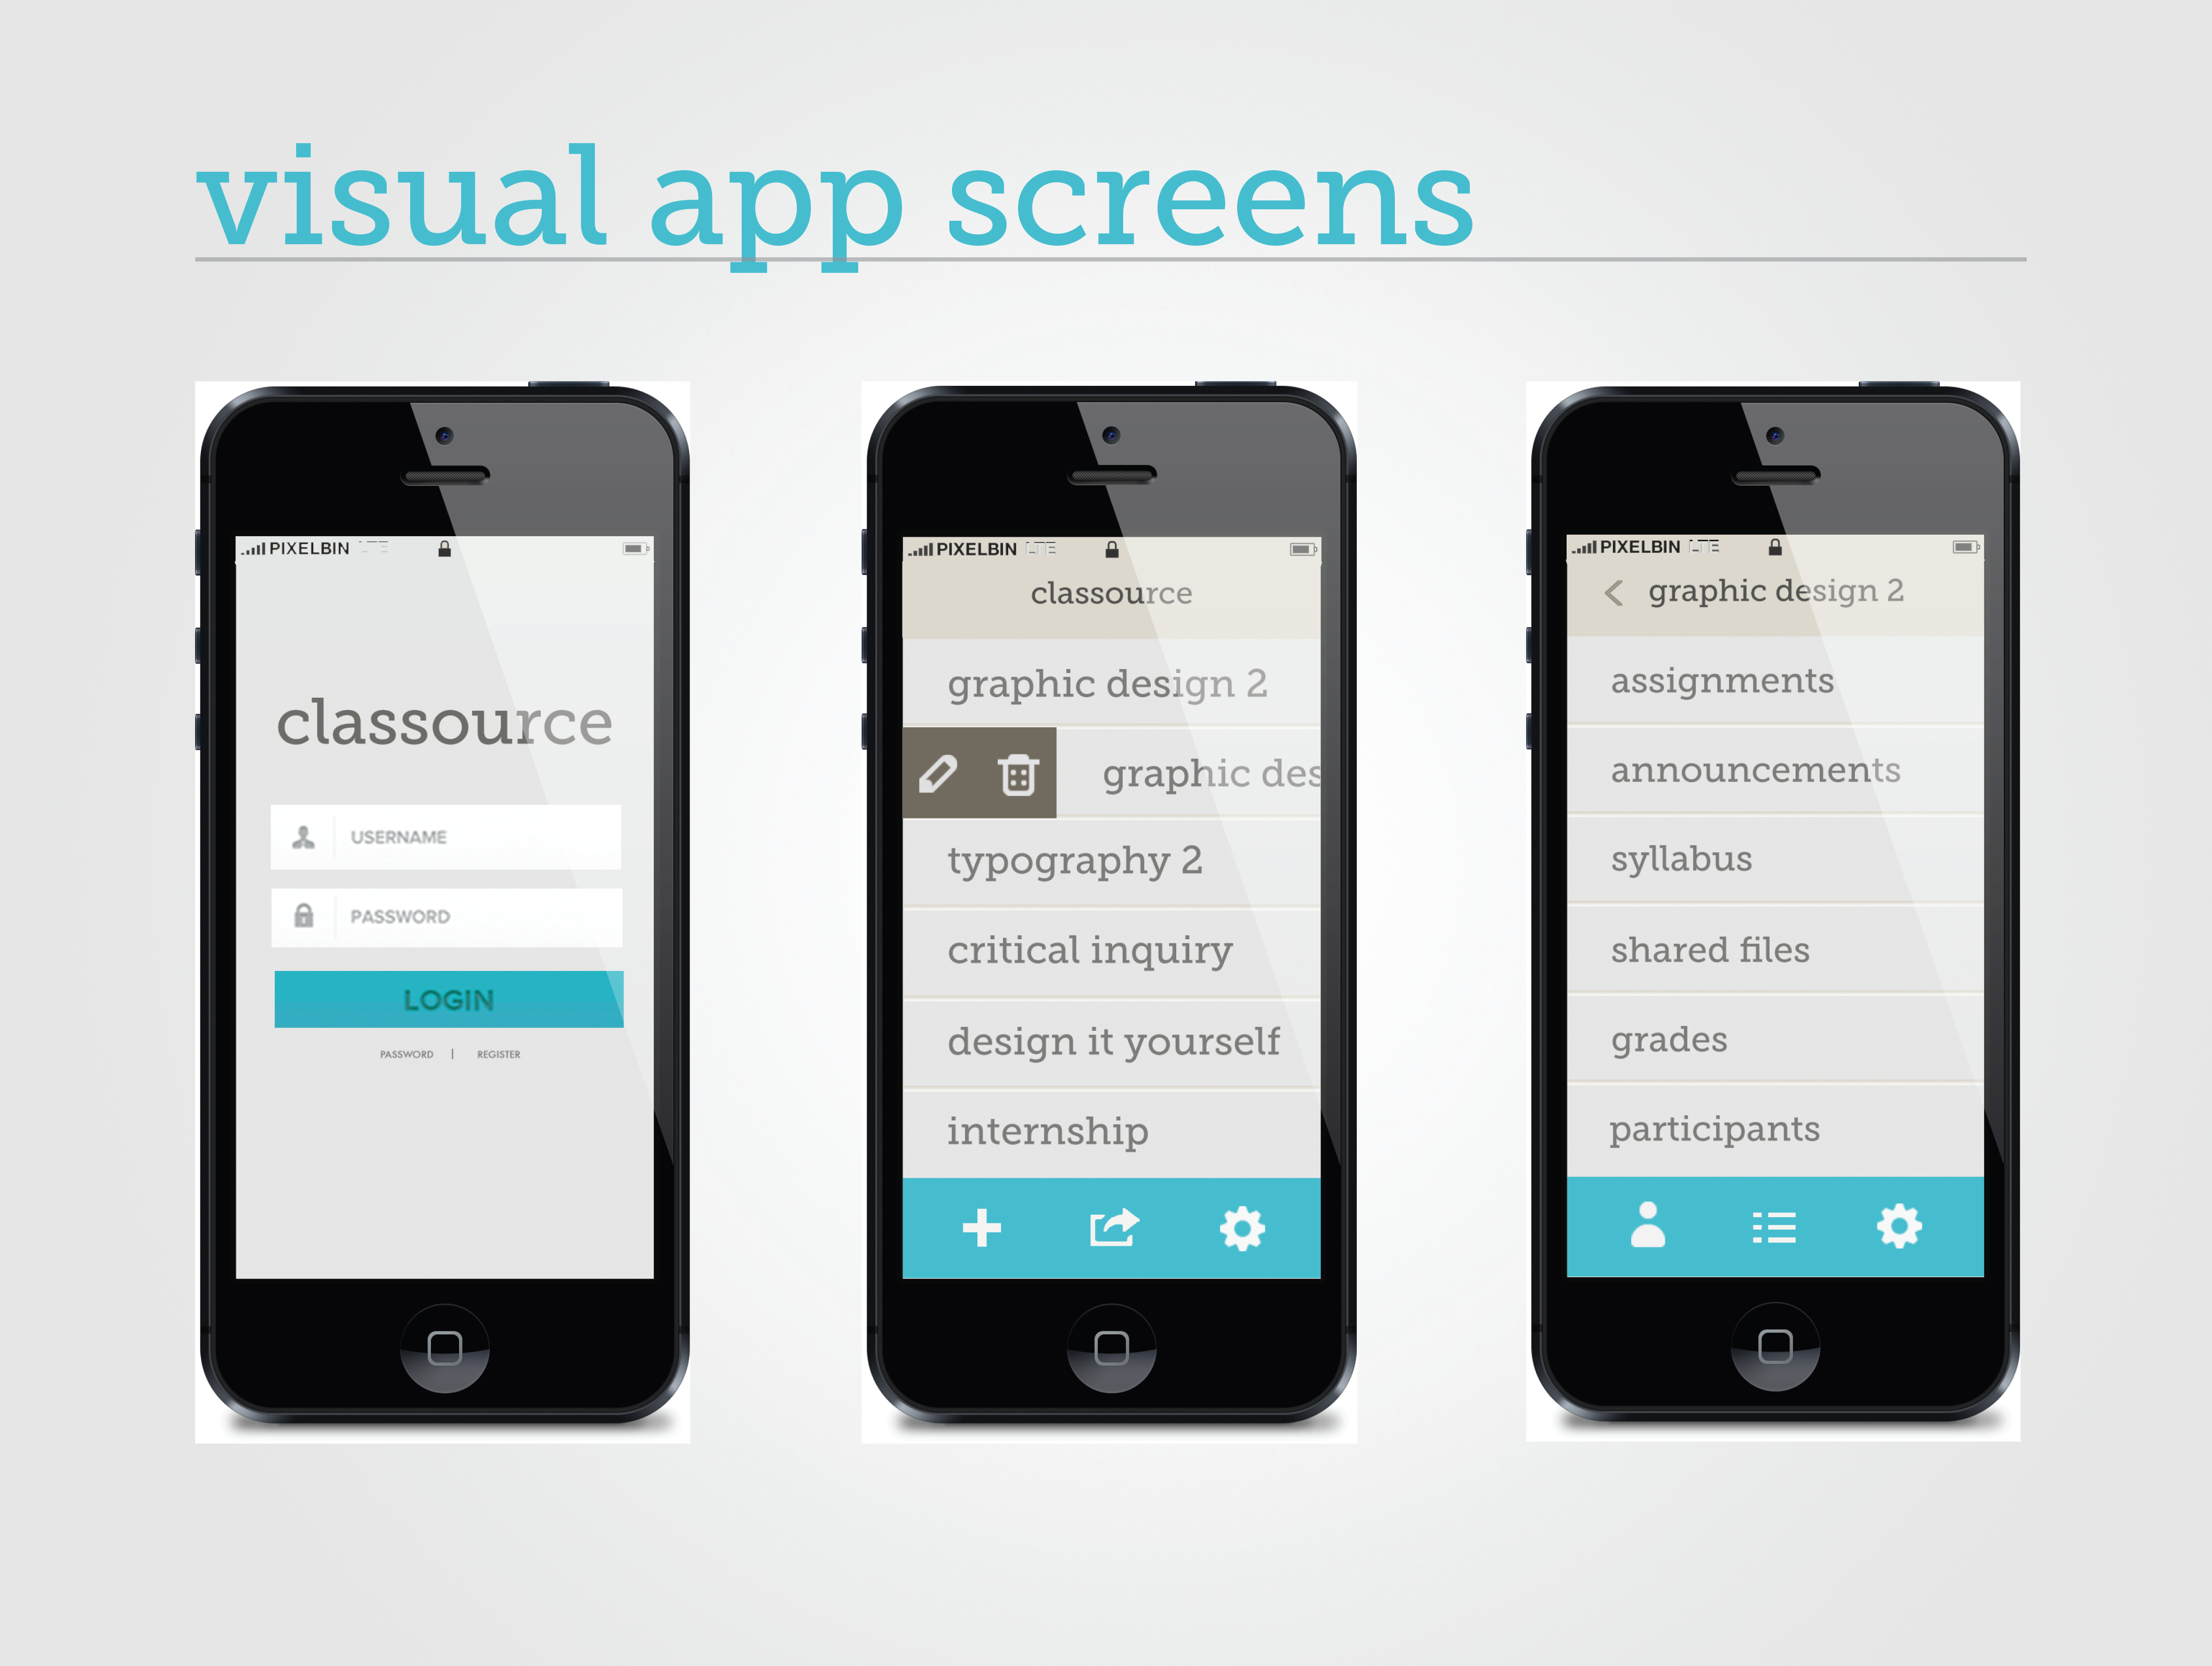 visual app screens
PIXELBIN LTE
classource
USERNAME
PASSWORD
LOGIN
PASSWORD | REGISTER
PIXELBIN LTE
classource
graphic design 2
graphic des
typography 2
critical inquiry
design it yourself
internship
PIXELBIN LTE
graphic design 2
assignments
announcements
syllabus
shared files
grades
participants